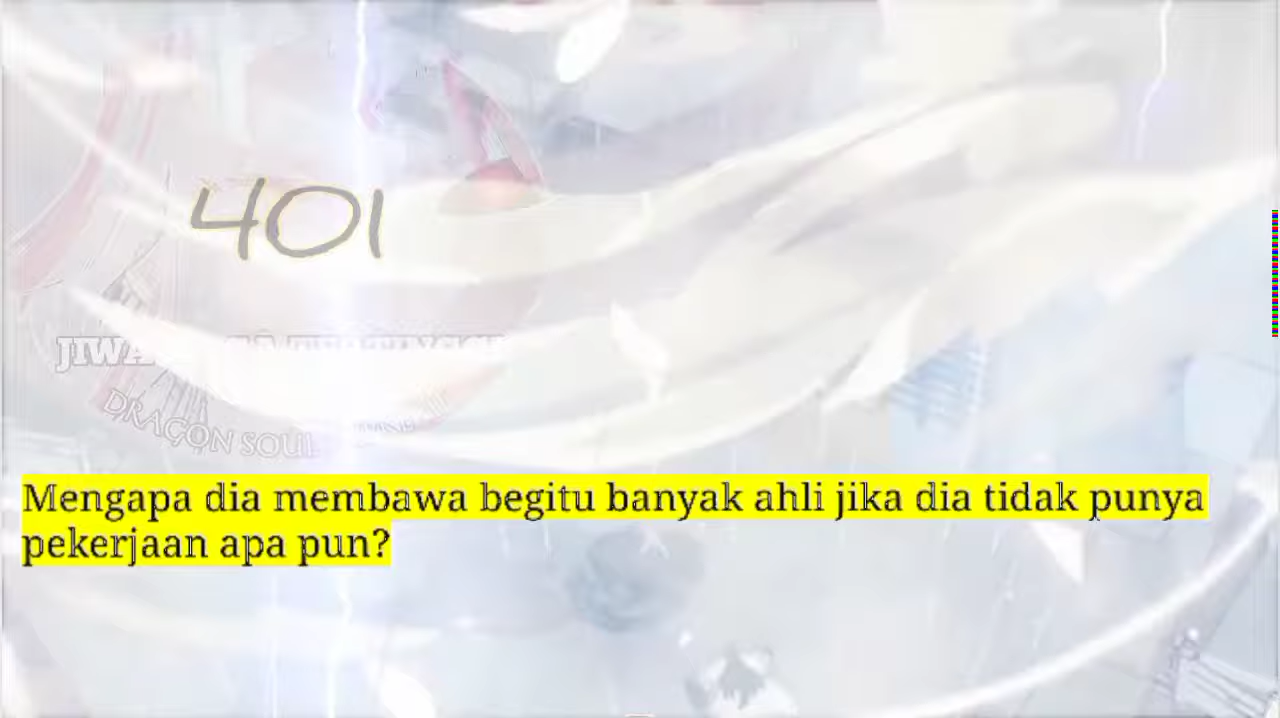 401
DRAGON SOUL
Mengapa dia membawa begitu banyak ahli jika dia tidak punya
pekerjaan apa pun?